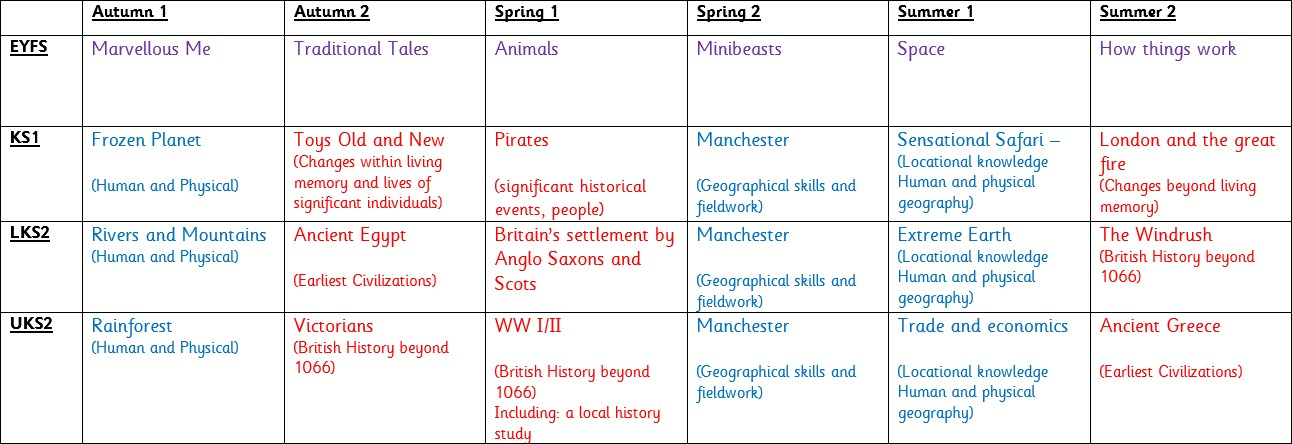 Autumn 1
Autumn 2
Spring 1
Spring 2
Summer 1
Summer 2
EYFS
Marvellous Me
Traditional Tales
Animals
Minibeasts
Space
How things work
KS1
Frozen Planet
(Human and Physical)
Toys Old and New
(Changes within living
memory and lives of
significant individuals)
Pirates
(significant historical
events, people)
Manchester
(Geographical skills and
fieldwork)
Sensational Safari –
(Locational knowledge
Human and physical
geography)
London and the great
fire
(Changes beyond living
memory)
LKS2
Rivers and Mountains
(Human and Physical)
Ancient Egypt
(Earliest Civilizations)
Britain's settlement by
Anglo Saxons and
Scots
Manchester
(Geographical skills and
fieldwork)
Extreme Earth
(Locational knowledge
Human and physical
geography)
The Windrush
(British History beyond
1066)
UKS2
Rainforest
(Human and Physical)
Victorians
(British History beyond
1066)
WW I/II
(British History beyond
1066)
Including: a local history
study
Manchester
(Geographical skills and
fieldwork)
Trade and economics
(Locational knowledge
Human and physical
geography)
Ancient Greece
(Earliest Civilizations)